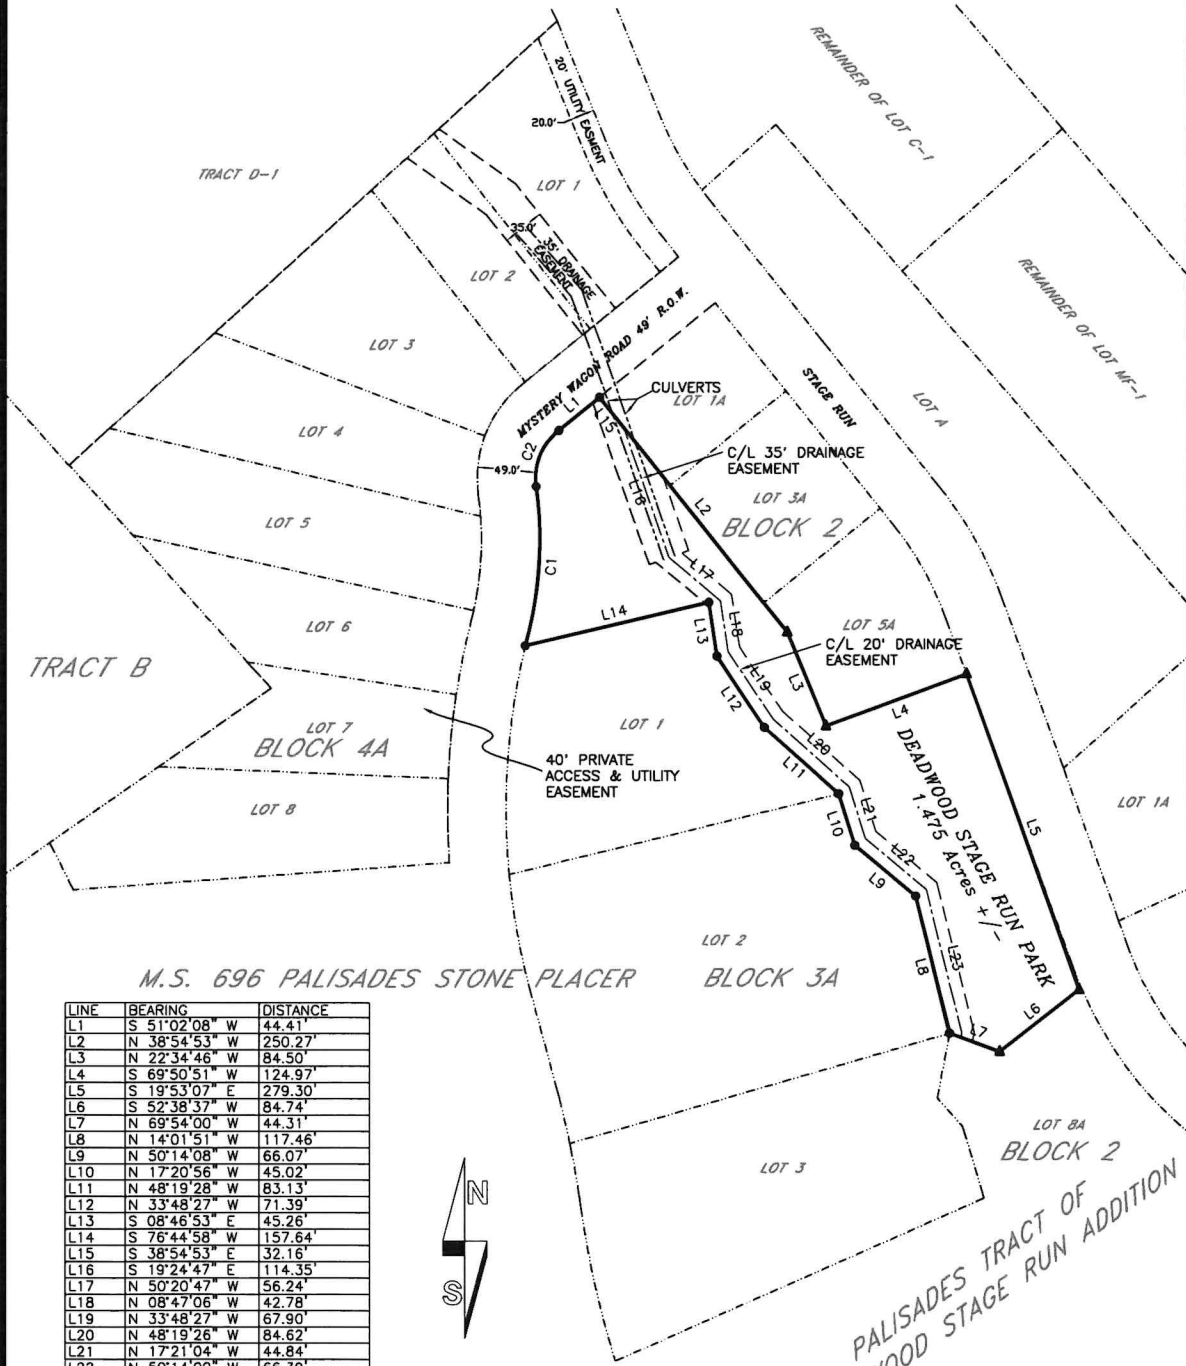 REMAINDER OF LOT C-1
20' UTILITY EASMENT
20.0'
TRACT D-1
LOT 1
35.0'
35' DRAINAGE
EASEMENT
LOT 2
REMAINDER OF LOT MF-1
MYSTERY WAGON ROAD 49' R.O.W.
LOT 3
STAGE RUN
CULVERTS
LOT 1A
LOT A
L1
L15
LOT 4
C2
49.0'
C/L 35' DRAINAGE
EASEMENT
L16
L2
LOT 3A
BLOCK 2
LOT 5
C1
L17
L14
LOT 6
L13
L18
LOT 5A
C/L 20' DRAINAGE
EASEMENT
TRACT B
L19
L3
L12
L4
LOT 7
BLOCK 4A
LOT 1
L20
40' PRIVATE
ACCESS & UTILITY
EASEMENT
L11
DEADWOOD STAGE RUN PARK
1.475 Acres +/-
LOT 8
L21
L10
L5
LOT 1A
L22
L9
LOT 2
BLOCK 3A
L8
L23
M.S. 696 PALISADES STONE PLACER
L6
L7
LOT 8A
BLOCK 2
LOT 3
N
S
PALISADES TRACT OF
WOOD STAGE RUN ADDITION
LINE BEARING DISTANCE
L1 S 51°02'08" W 44.41'
L2 N 38°54'53" W 250.27'
L3 N 22°34'46" W 84.50'
L4 S 69°50'51" W 124.97'
L5 S 19°53'07" E 279.30'
L6 S 52°38'37" W 84.74'
L7 N 69°54'00" W 44.31'
L8 N 14°01'51" W 117.46'
L9 N 50°14'08" W 66.07'
L10 N 17°20'56" W 45.02'
L11 N 48°19'28" W 83.13'
L12 N 33°48'27" W 71.39'
L13 S 08°46'53" E 45.26'
L14 S 76°44'58" W 157.64'
L15 S 38°54'53" E 32.16'
L16 S 19°24'47" E 114.35'
L17 N 50°20'47" W 56.24'
L18 N 08°47'06" W 42.78'
L19 N 33°48'27" W 67.90'
L20 N 48°19'26" W 84.62'
L21 N 17°21'04" W 44.84'